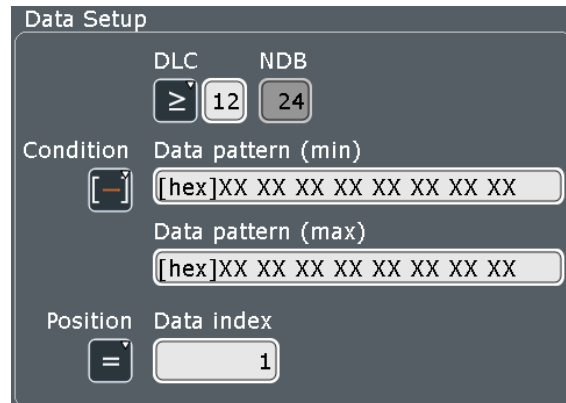 Data Setup
DLC NDB
≥ 12 24
Condition Data pattern (min)
[hex]XX XX XX XX XX XX XX XX
Data pattern (max)
[hex]XX XX XX XX XX XX XX XX
Position Data index
= 1